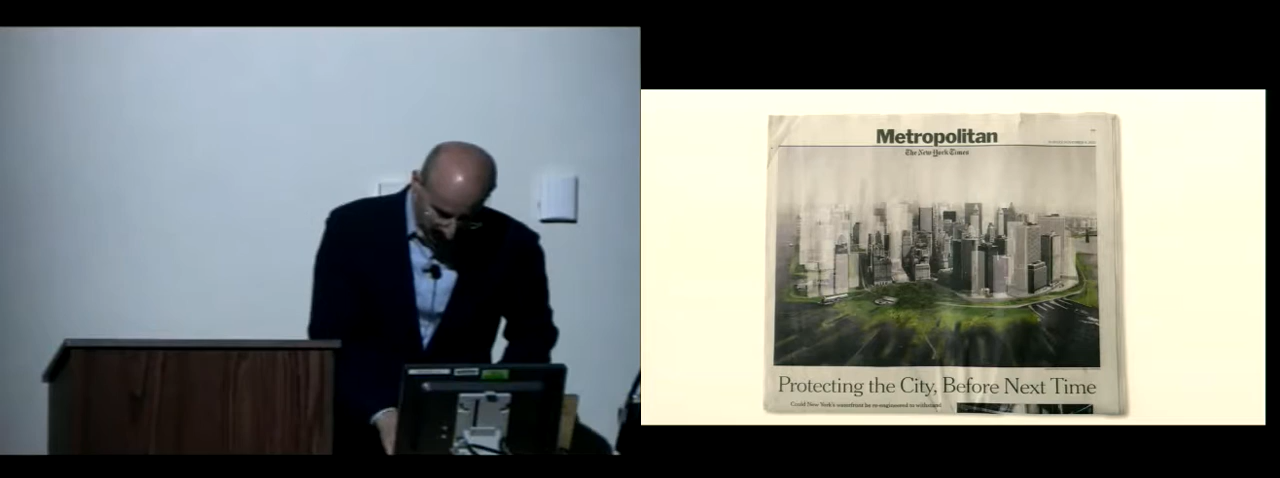 Metropolitan
The New York Times
Protecting the City, Before Next Time
Could New York's waterfront be re-engineered to withstand